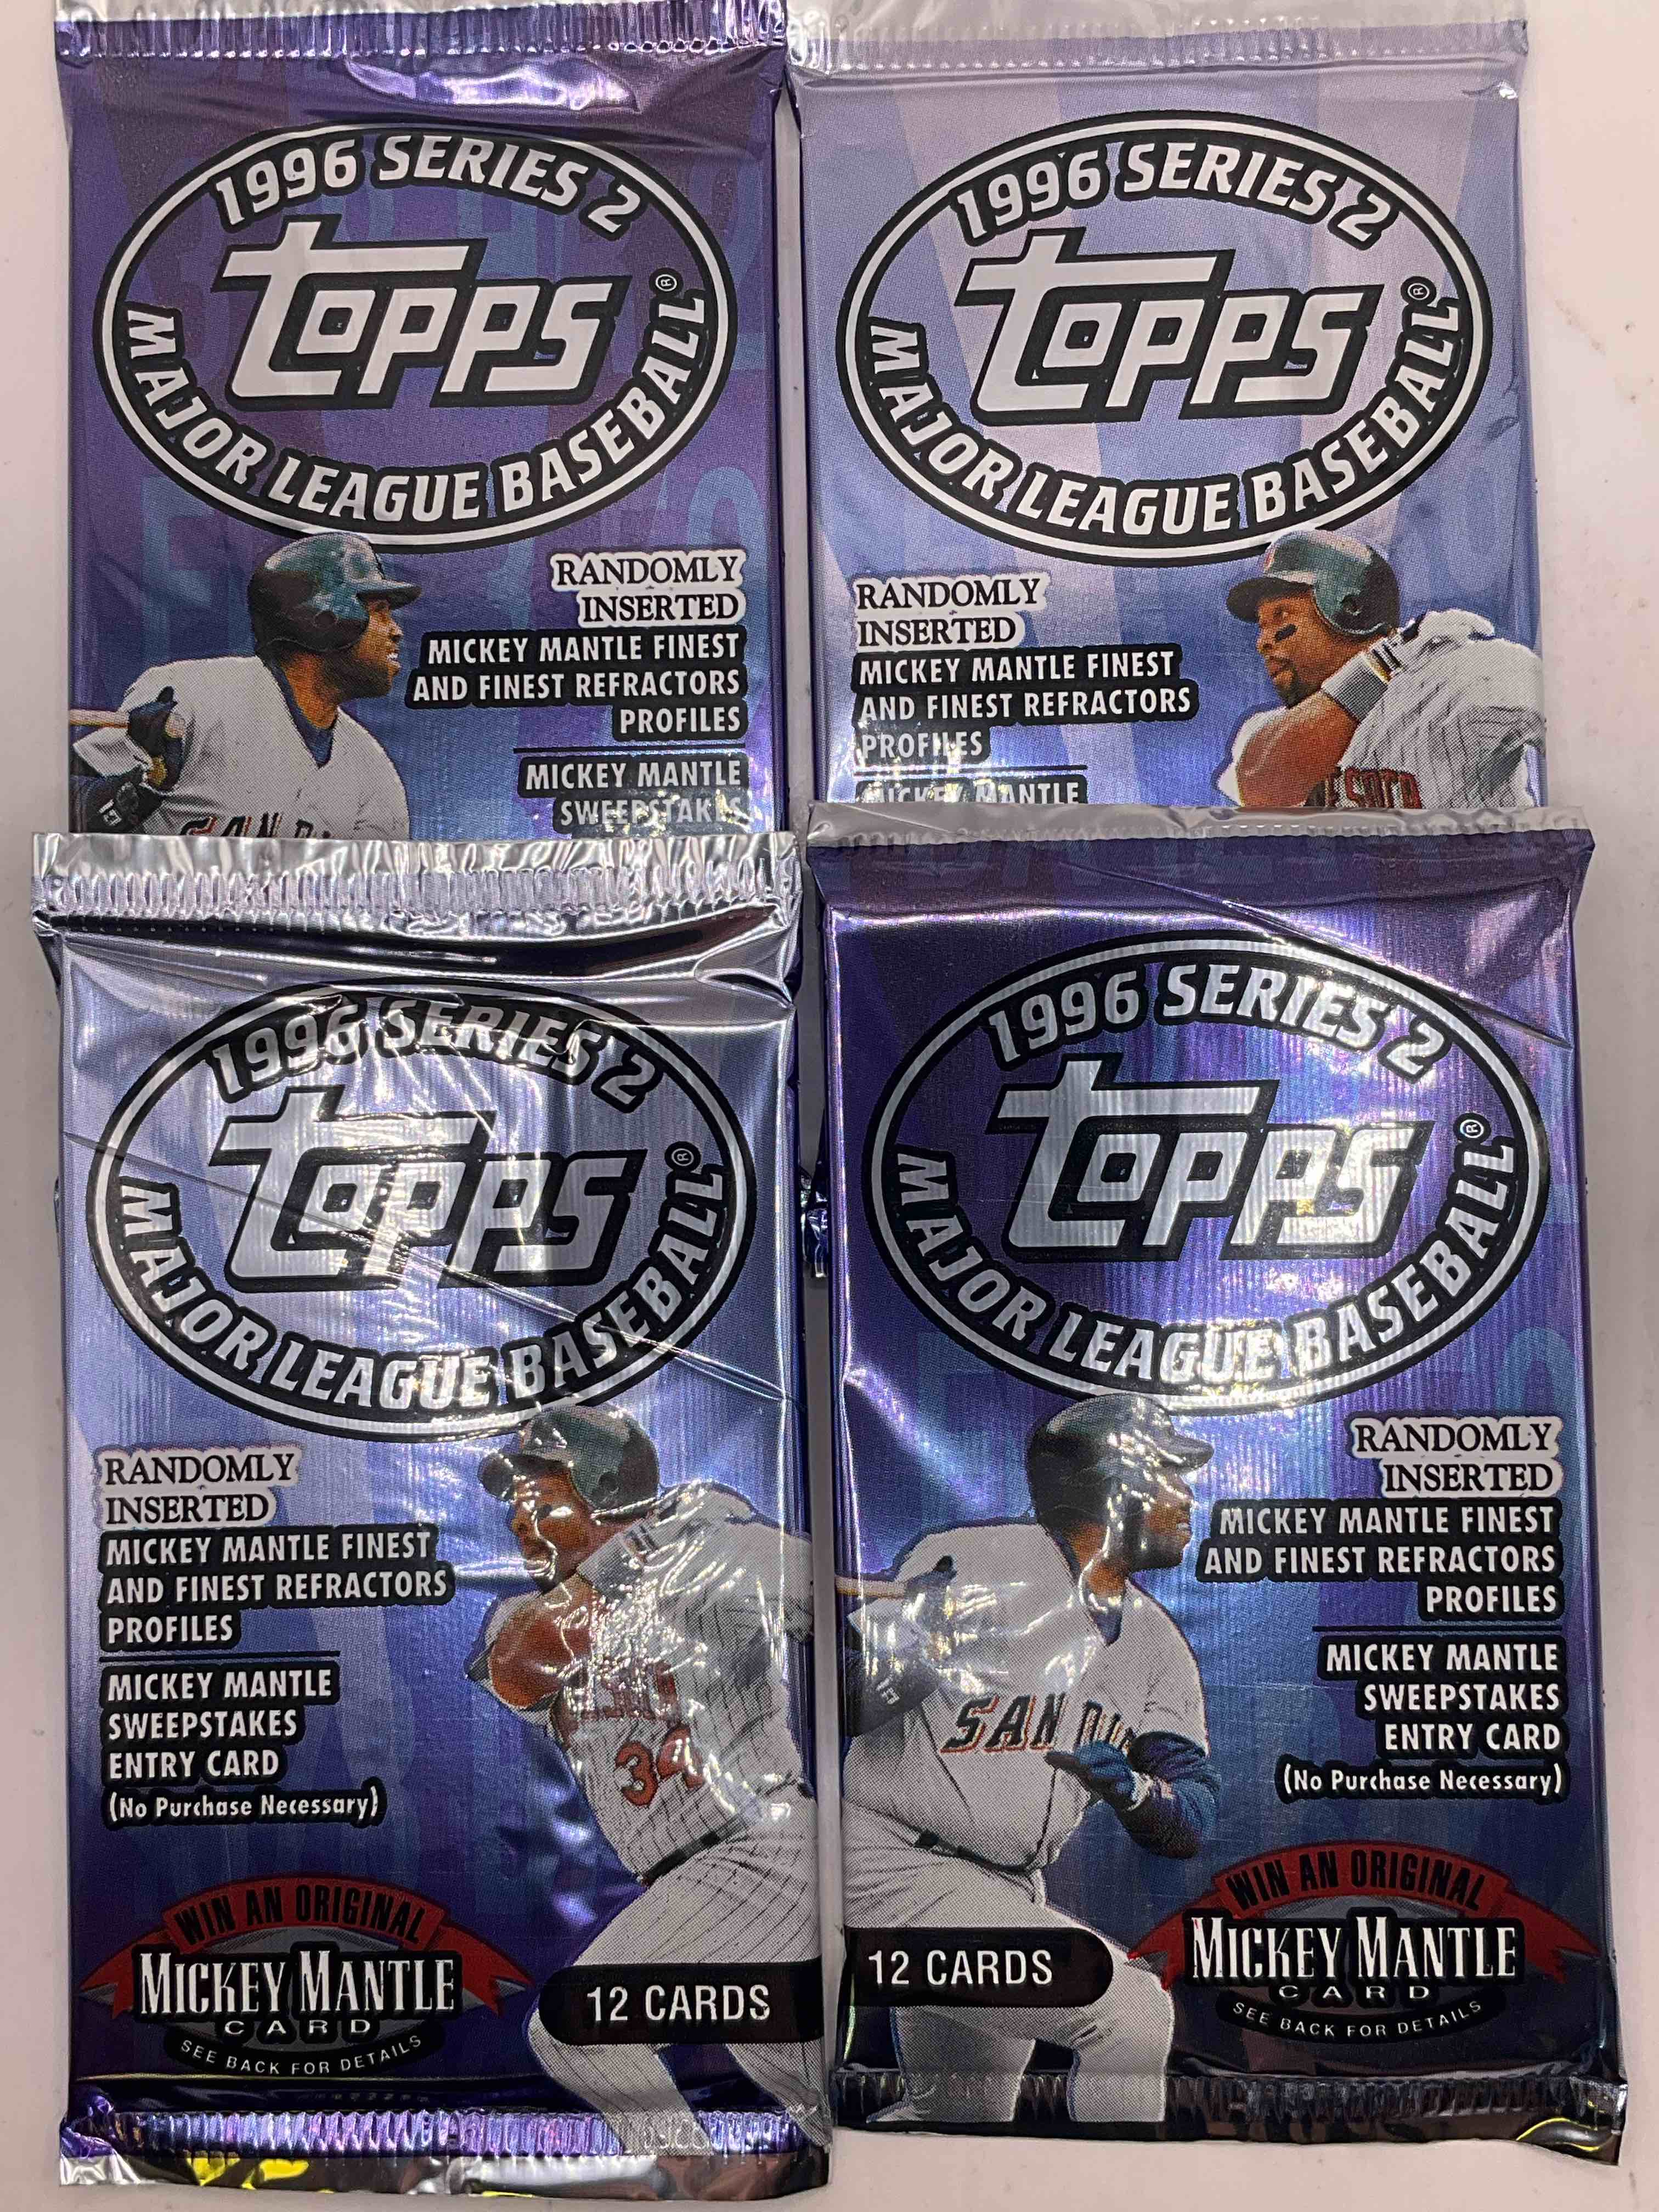 1996 SERIES 2
Topps®
MAJOR LEAGUE BASEBALL
RANDOMLY
INSERTED
MICKEY MANTLE FINEST
AND FINEST REFRACTORS
PROFILES
MICKEY MANTLE
SWEEPSTAKES
SAN DI
1996 SERIES 2
Topps®
MAJOR LEAGUE BASEBALL
RANDOMLY
INSERTED
MICKEY MANTLE FINEST
AND FINEST REFRACTORS
PROFILES
MICKEY MANTLE
1996 SERIES 2
Topps®
MAJOR LEAGUE BASEBALL
RANDOMLY
INSERTED
MICKEY MANTLE FINEST
AND FINEST REFRACTORS
PROFILES
MICKEY MANTLE
SWEEPSTAKES
ENTRY CARD
(No Purchase Necessary)
34
WIN AN ORIGINAL
MICKEY MANTLE
CARD
SEE BACK FOR DETAILS
12 CARDS
1996 SERIES 2
Topps®
MAJOR LEAGUE BASEBALL
RANDOMLY
INSERTED
MICKEY MANTLE FINEST
AND FINEST REFRACTORS
PROFILES
MICKEY MANTLE
SWEEPSTAKES
ENTRY CARD
(No Purchase Necessary)
SAN DI
WIN AN ORIGINAL
MICKEY MANTLE
CARD
SEE BACK FOR DETAILS
12 CARDS